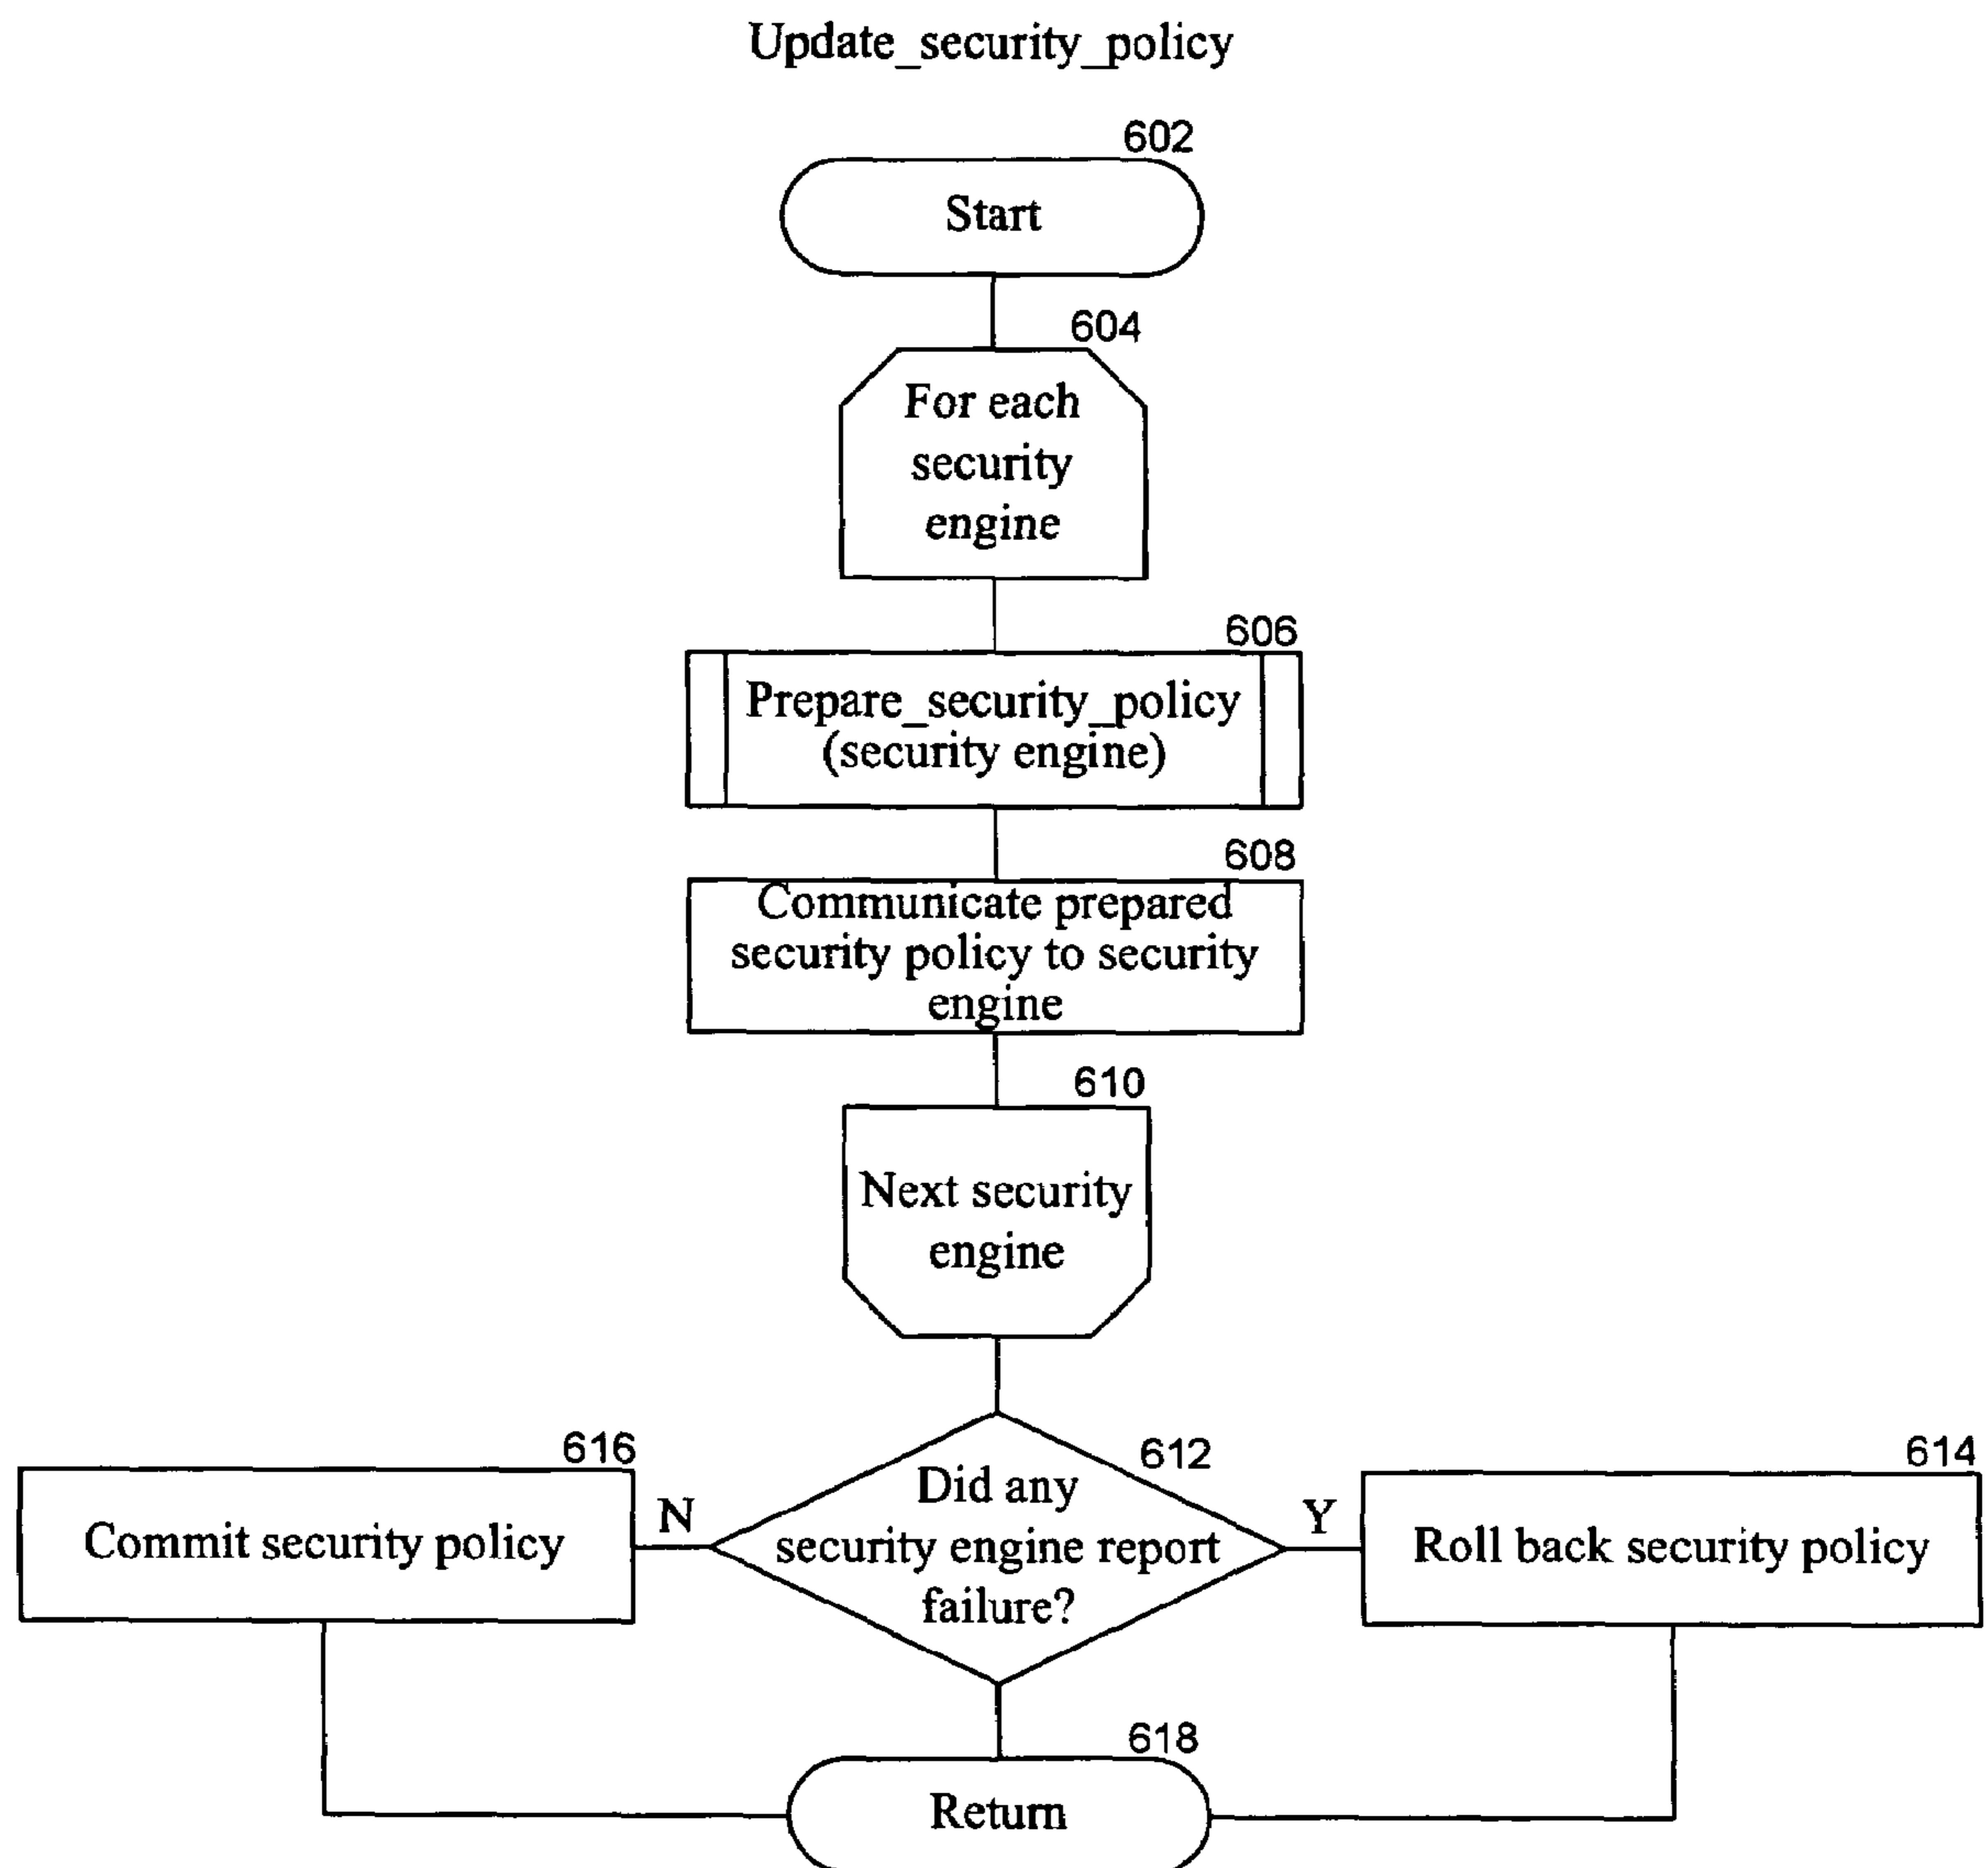 Update_security_policy
602
Start
604
For each
security
engine
606
Prepare_security_policy
(security engine)
608
Communicate prepared
security policy to security
engine
610
Next security
engine
616
612
614
Commit security policy
N
Did any
security engine report
failure?
Y
Roll back security policy
618
Return